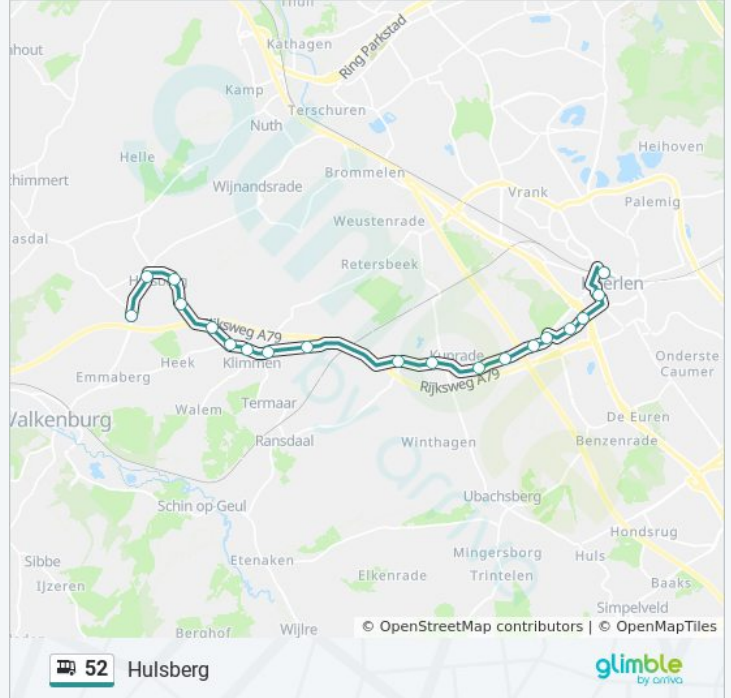 Thull
Kathagen
Ring Parkstad
Kamp
Terschuren
Nuth
Heihoven
Helle
Brommelen
chimmert
Wijnandsrade
Vrank
Palemig
Weustenrade
asdal
Retersbeek
Rijksweg A79
Kunrade
Klimmen
Heek
Emmaberg
Rijksweg A79
Onderste
Caumer
Termaar
Walem
De Euren
Valkenburg
Ransdaal
Winthagen
Benzenrade
Ubachsberg
Schin op Geul
Hondsrug
Mingersborg
Huls
Sibbe
Etenaken
Elkenrade
Trintelen
Baaks
IJzeren
Simpelveld
Berghof
Wijlre
© OpenStreetMap contributors | © OpenMapTiles
52 Hulsberg
glimble
by arriva